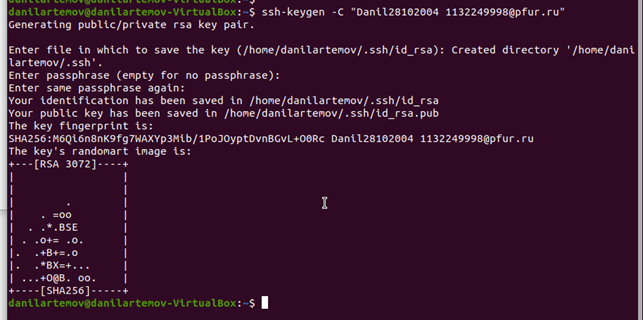 danilartemov@danilartemov-VirtualBox:~$ ssh-keygen -C "Danil28102004 1132249998@pfur.ru"
Generating public/private rsa key pair.

Enter file in which to save the key (/home/danilartemov/.ssh/id_rsa): Created directory '/home/dani
lartemov/.ssh'.
Enter passphrase (empty for no passphrase):
Enter same passphrase again:
Your identification has been saved in /home/danilartemov/.ssh/id_rsa
Your public key has been saved in /home/danilartemov/.ssh/id_rsa.pub
The key fingerprint is:
SHA256:M6Qi6n8nK9fg7WAXYp3Mib/1PoJOyptDvnBGvL+O0Rc Danil28102004 1132249998@pfur.ru
The key's randomart image is:
+---[RSA 3072]----+
|                 |
|                 |
|        .        |
|    . =oo        |
|  . .*.BSE       |
| . .o+= .o.      |
|.  .+B+=.o       |
|.  .*BX=+...     |
| ...+O@B. oo.    |
+----[SHA256]-----+
danilartemov@danilartemov-VirtualBox:~$